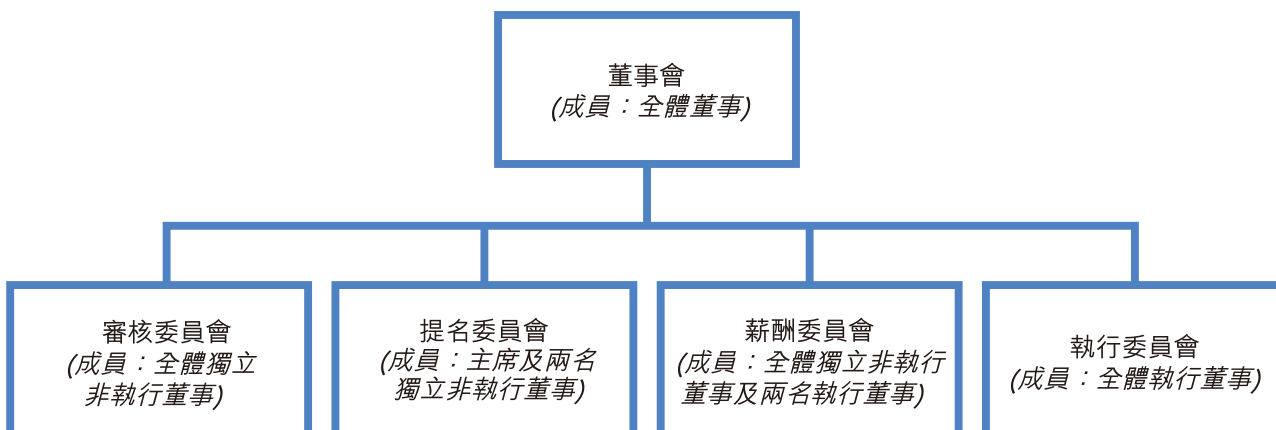 董事會
(成員：全體董事)
審核委員會
(成員：全體獨立
非執行董事)
提名委員會
(成員：主席及兩名
獨立非執行董事)
薪酬委員會
(成員：全體獨立非執行
董事及兩名執行董事)
執行委員會
(成員：全體執行董事)